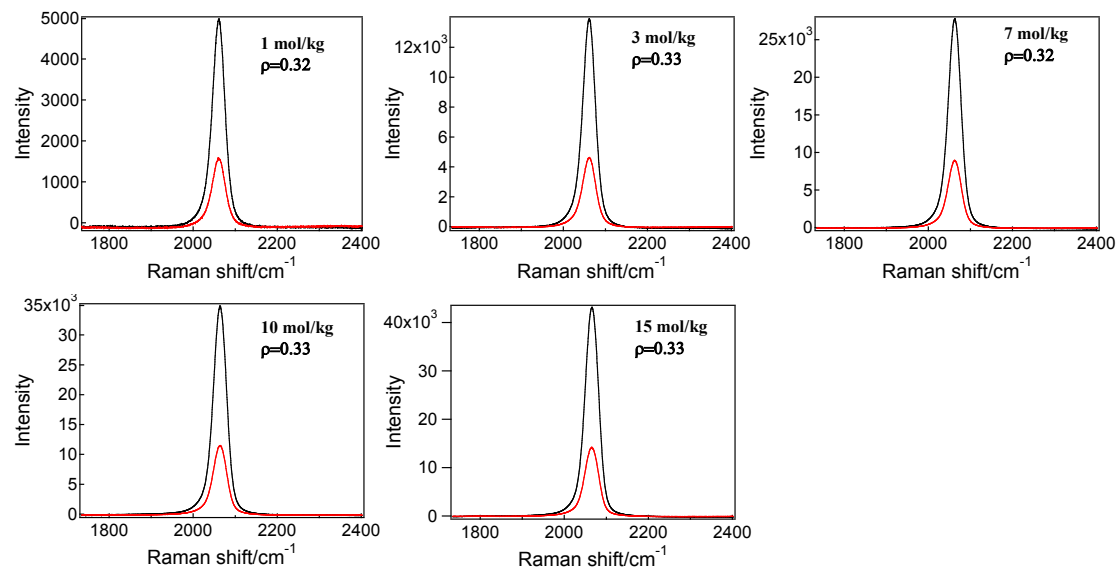 5000
4000
3000
2000
1000
0
Intensity
1 mol/kg
ρ=0.32
1800 2000 2200 2400
Raman shift/cm⁻¹
12x10³
10
8
6
4
2
0
Intensity
3 mol/kg
ρ=0.33
1800 2000 2200 2400
Raman shift/cm⁻¹
25x10³
20
15
10
5
0
Intensity
7 mol/kg
ρ=0.32
1800 2000 2200 2400
Raman shift/cm⁻¹
35x10³
30
25
20
15
10
5
0
Intensity
10 mol/kg
ρ=0.33
1800 2000 2200 2400
Raman shift/cm⁻¹
40x10³
30
20
10
0
Intensity
15 mol/kg
ρ=0.33
1800 2000 2200 2400
Raman shift/cm⁻¹